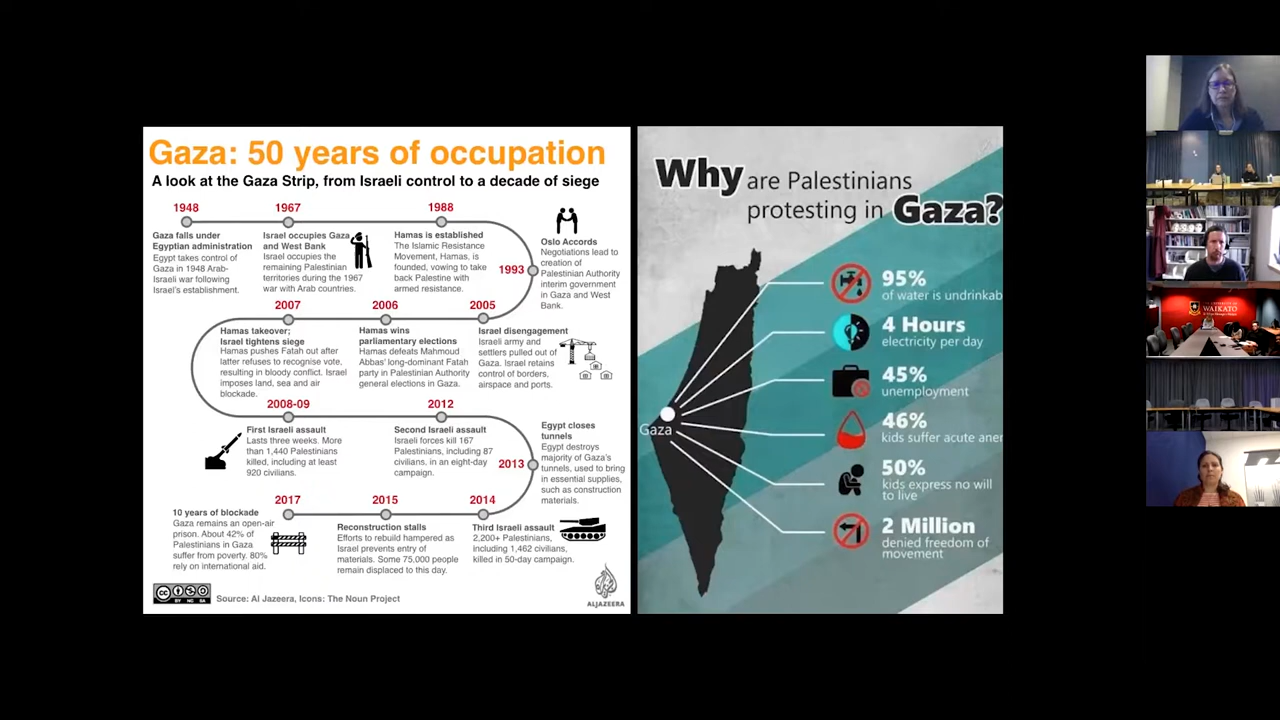 Gaza: 50 years of occupation
A look at the Gaza Strip, from Israeli control to a decade of siege
1948
Gaza falls under
Egyptian administration
Egypt takes control of
Gaza in 1948 Arab-
Israeli war following
Israel's establishment.
1967
Israel occupies Gaza
and West Bank
Israel occupies the
remaining Palestinian
territories during the 1967
war with Arab countries.
1988
Hamas is established
The Islamic Resistance
Movement, Hamas, is
founded, vowing to take
back Palestine with
armed resistance.
1993
Oslo Accords
Negotiations lead to
creation of
Palestinian Authority
interim government
in Gaza and West
Bank.
2007
Hamas takeover;
Israel tightens siege
Hamas pushes Fatah out after
latter refuses to recognise vote,
resulting in bloody conflict. Israel
imposes land, sea and air
blockade.
2006
Hamas wins
parliamentary elections
Hamas defeats Mahmoud
Abbas' long-dominant Fatah
party in Palestinian Authority
general elections in Gaza.
2005
Israel disengagement
Israeli army and
settlers pulled out of
Gaza. Israel retains
control of borders,
airspace and ports.
2008-09
First Israeli assault
Lasts three weeks. More
than 1,440 Palestinians
killed, including at least
920 civilians.
2012
Second Israeli assault
Israeli forces kill 167
Palestinians, including 87
civilians, in an eight-day
campaign.
2013
Egypt closes
tunnels
Egypt destroys
majority of Gaza's
tunnels, used to bring
in essential supplies,
such as construction
materials.
2017
10 years of blockade
Gaza remains an open-air
prison. About 42% of
Palestinians in Gaza
suffer from poverty. 80%
rely on international aid.
2015
Reconstruction stalls
Efforts to rebuild hampered as
Israel prevents entry of
materials. Some 75,000 people
remain displaced to this day.
2014
Third Israeli assault
2,200+ Palestinians,
including 1,462 civilians,
killed in 50-day campaign.
CC BY NC SA
Source: Al Jazeera, Icons: The Noun Project
ALJAZEERA
Why are Palestinians
protesting in Gaza?
Gaza
95%
of water is undrinkab
4 Hours
electricity per day
45%
unemployment
46%
kids suffer acute aner
50%
kids express no will
to live
2 Million
denied freedom of
movement
WAIKATO